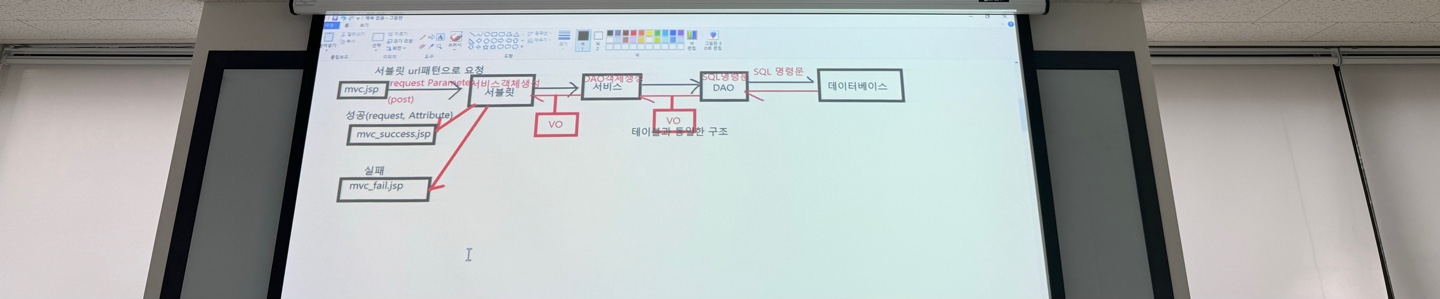 서블릿 url패턴으로 요청
mvc.jsp
request Paramete
(post)
서비스객체생성
서블릿
DAO객체생성
서비스
SQL명령문
DAO
SQL 명령문
데이터베이스
성공(request, Attribute)
mvc_success.jsp
VO
VO
테이블과 동일한 구조
실패
mvc_fail.jsp